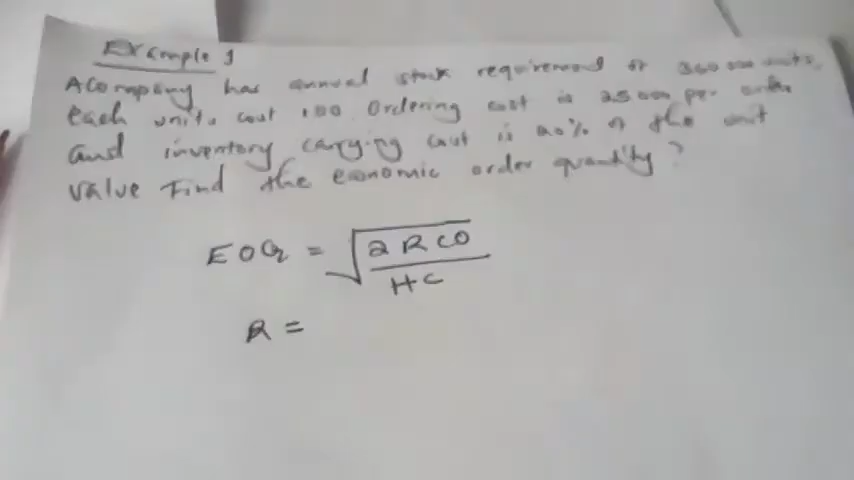 Example 1
A Company has annual stock requirement of 360 000 units.
Each units cost 100. Ordering cost is 25 000 per order
and inventory carrying cost is 20% of the unit
value Find the economic order quantity?
EOQ = √ 2 R CO
HC
R =